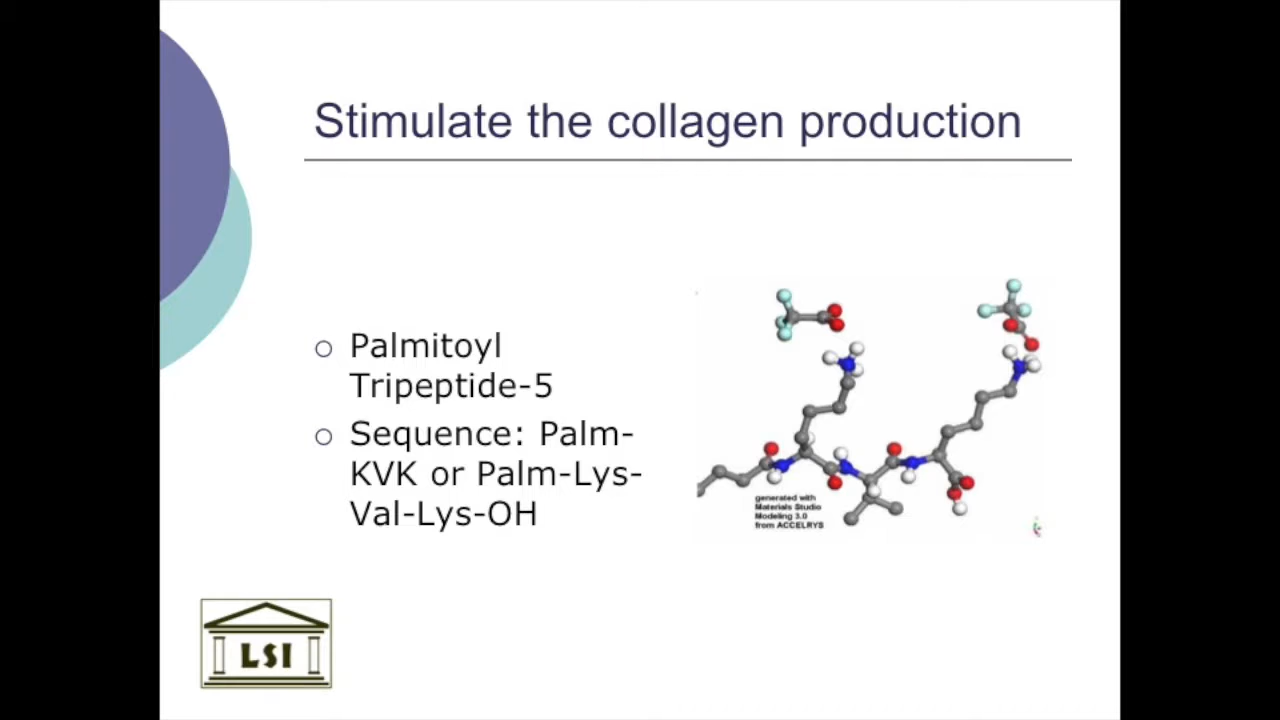 Stimulate the collagen production
Palmitoyl
Tripeptide-5
Sequence: Palm-
KVK or Palm-Lys-
Val-Lys-OH
generated with
Materials Studio
Modeling 3.0
from ACCELRYS
LSI